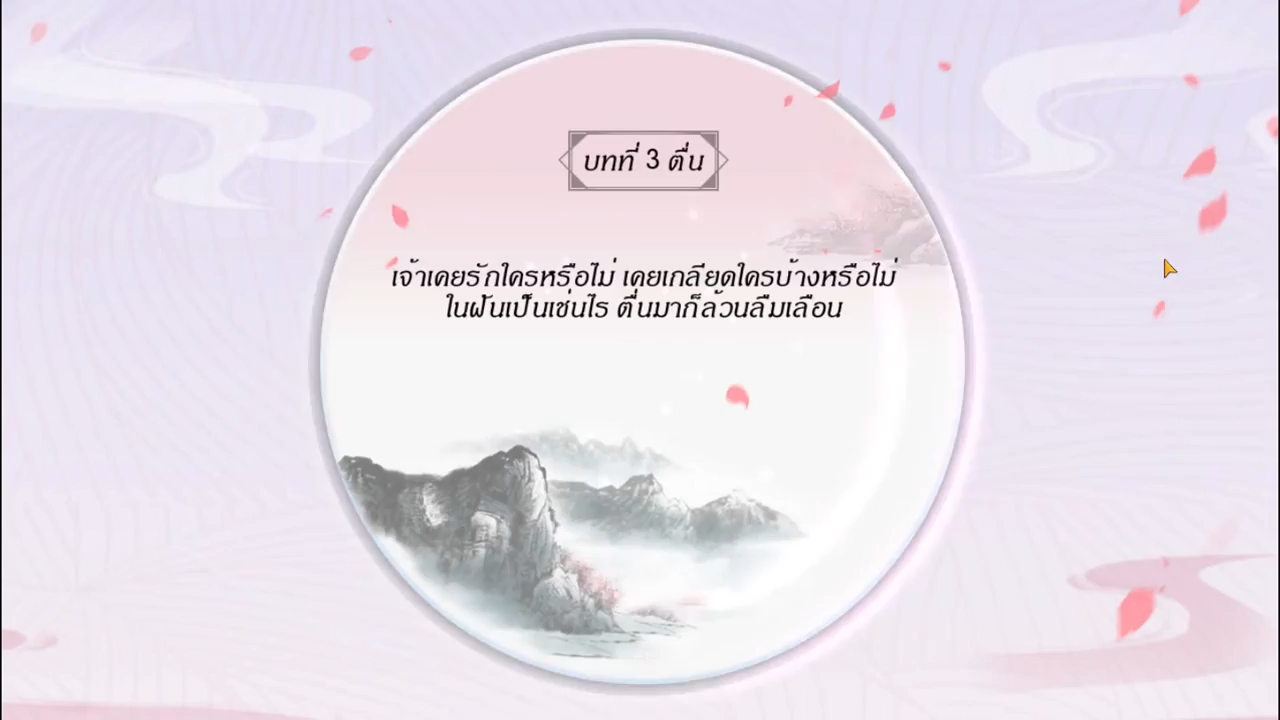 บทที่ 3 ตื่น
เจ้าเคยรักใครหรือไม่ เคยเกลียดใครบ้างหรือไม่
ในฝันเป็นเช่นไร ตื่นมาก็ล้วนลืมเลือน